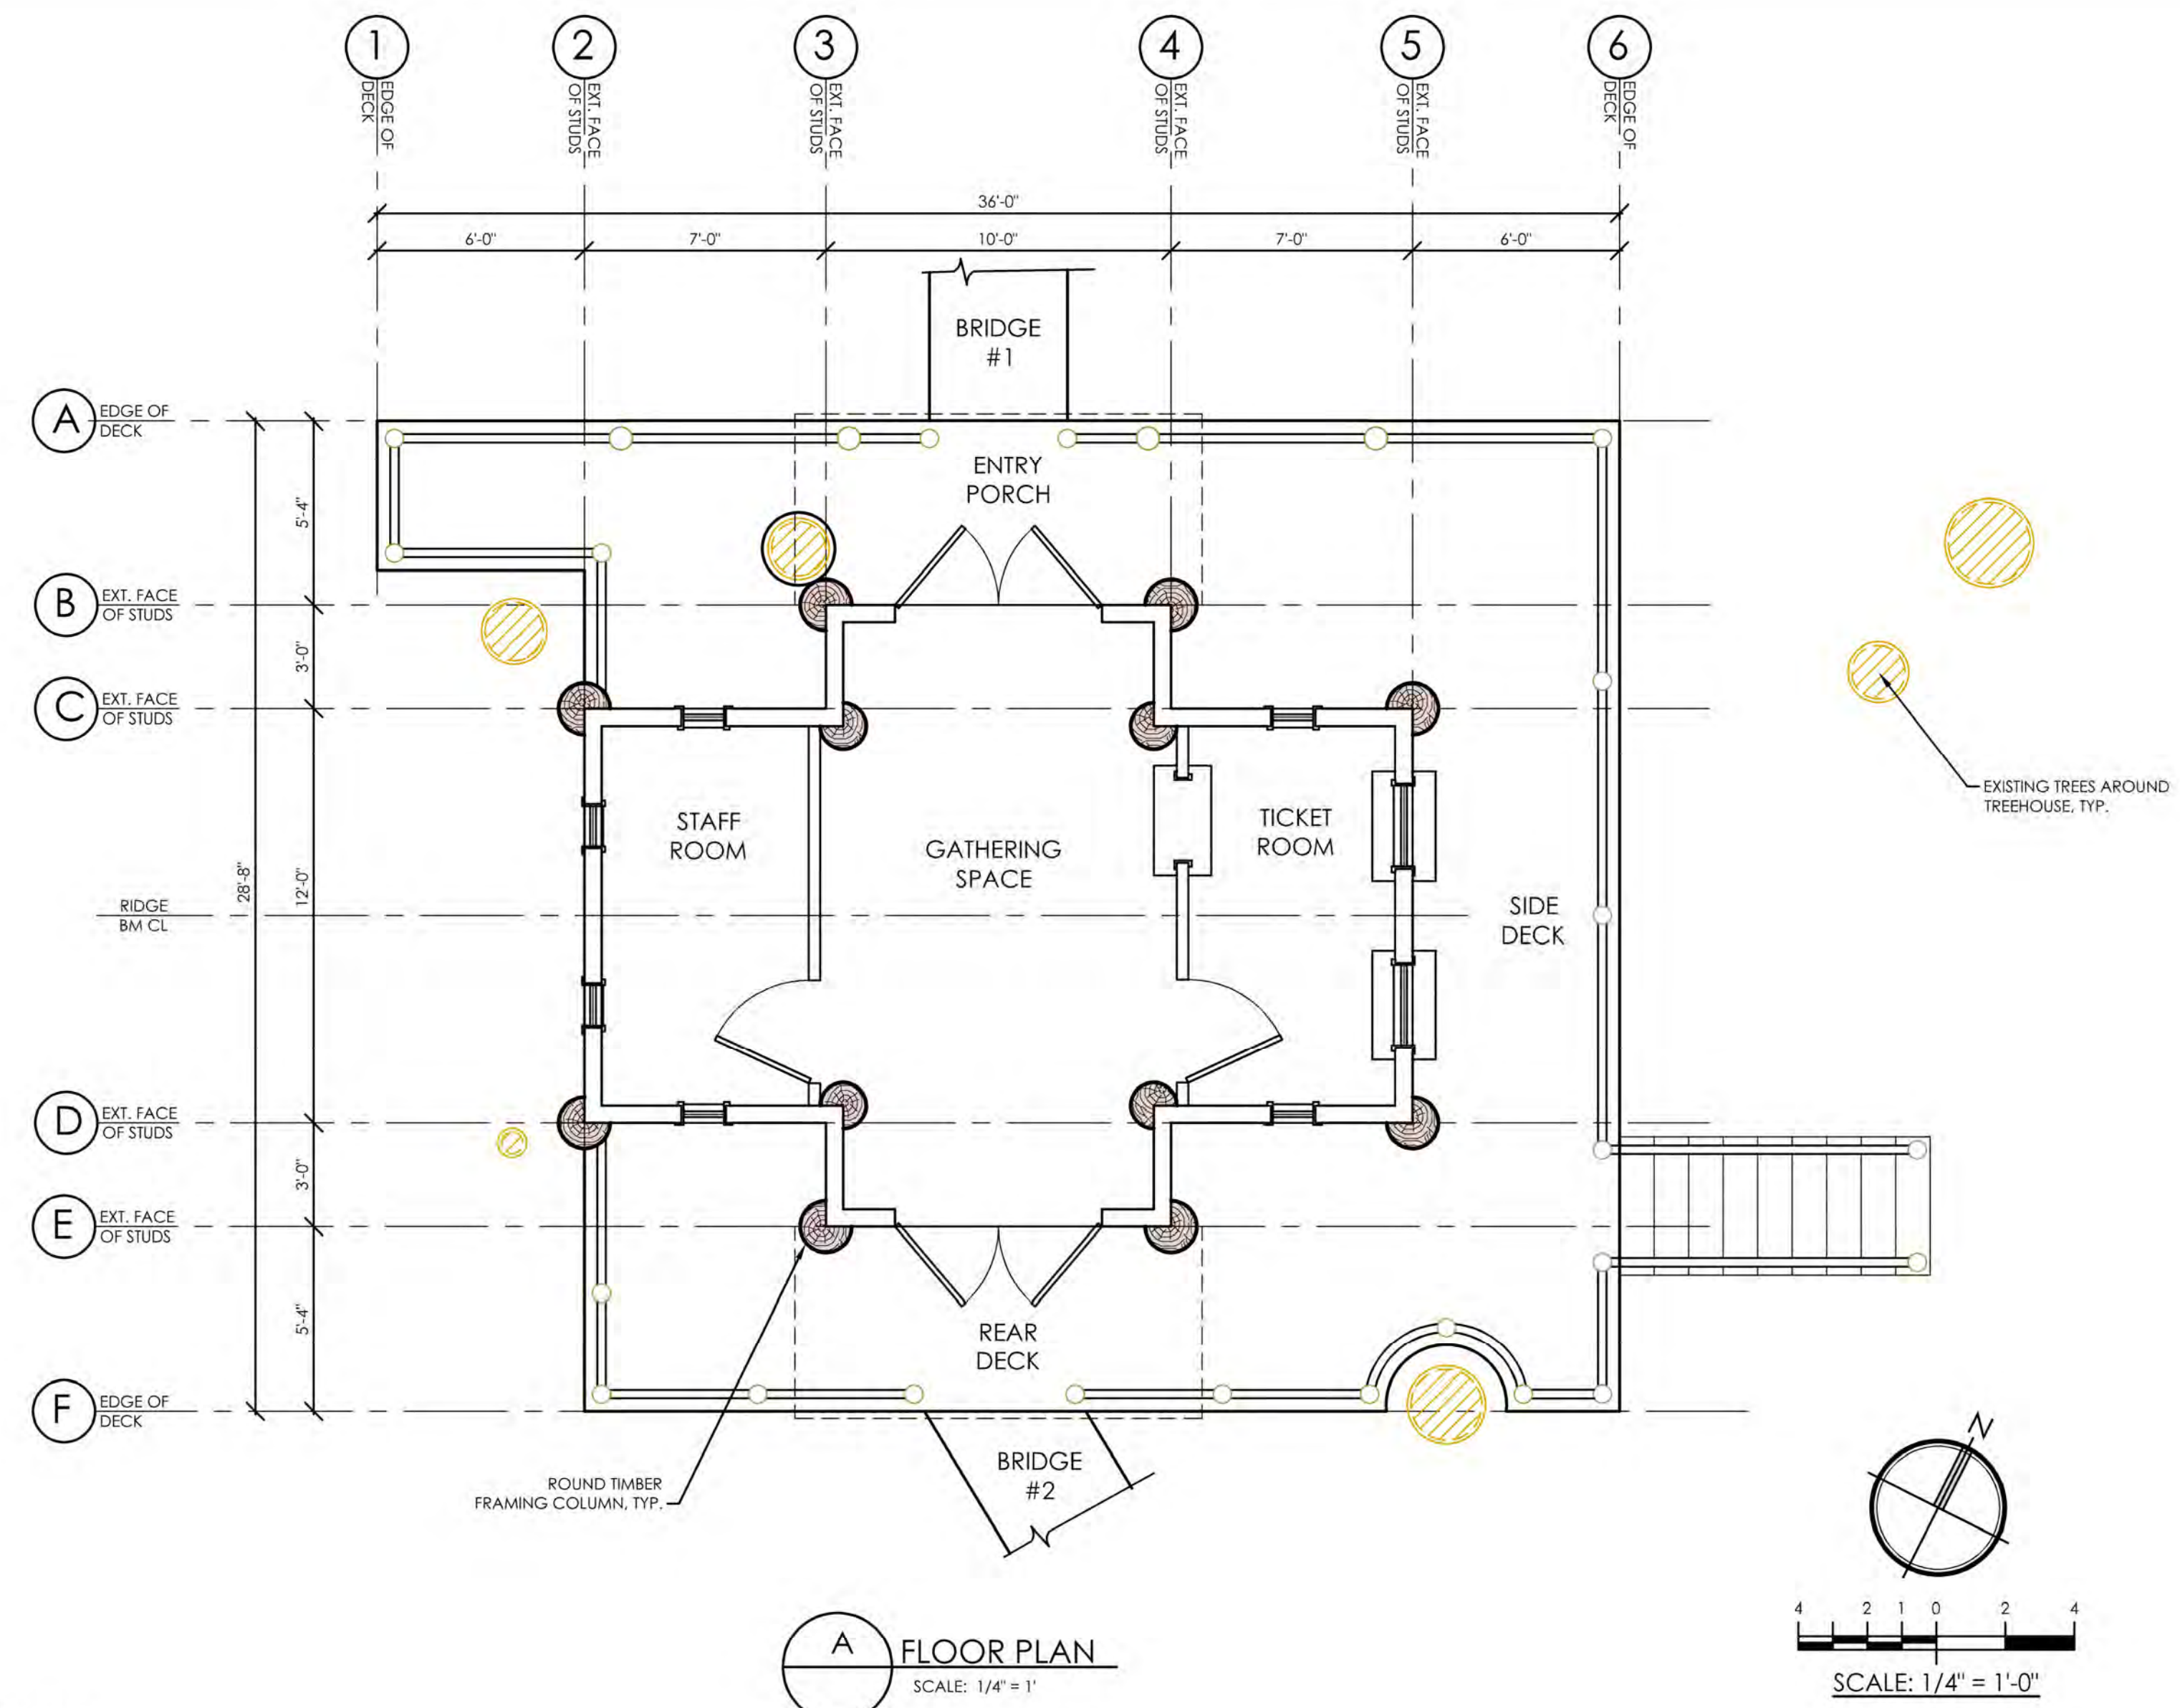 1
2
3
4
5
6
EDGE OF
DECK
EXT. FACE
OF STUDS
EXT. FACE
OF STUDS
EXT. FACE
OF STUDS
EXT. FACE
OF STUDS
EDGE OF
DECK
36'-0"
6'-0"
7'-0"
10'-0"
7'-0"
6'-0"
BRIDGE
#1
A
EDGE OF
DECK
ENTRY
PORCH
5'-4"
B
EXT. FACE
OF STUDS
3'-0"
C
EXT. FACE
OF STUDS
EXISTING TREES AROUND
TREEHOUSE, TYP.
STAFF
ROOM
GATHERING
SPACE
TICKET
ROOM
28'-8"
12'-0"
RIDGE
BM CL
SIDE
DECK
D
EXT. FACE
OF STUDS
3'-0"
E
EXT. FACE
OF STUDS
5'-4"
REAR
DECK
F
EDGE OF
DECK
BRIDGE
#2
ROUND TIMBER
FRAMING COLUMN, TYP.
N
4 2 1 0 2 4
SCALE: 1/4" = 1'-0"
A
FLOOR PLAN
SCALE: 1/4" = 1'